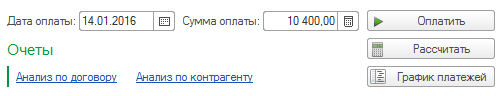 Дата оплаты: 14.01.2016 Сумма оплаты: 10 400,00 Оплатить
Очеты Рассчитать
Анализ по договору Анализ по контрагенту График платежей